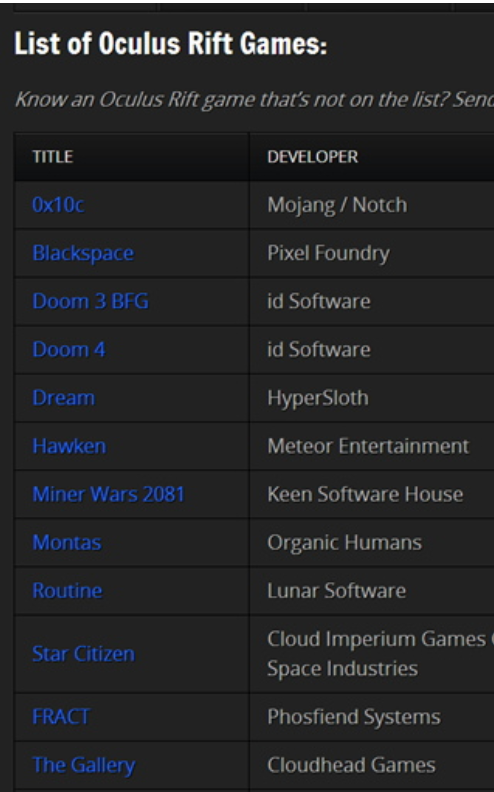 List of Oculus Rift Games:
Know an Oculus Rift game that's not on the list? Send
TITLE DEVELOPER
0x10c Mojang / Notch
Blackspace Pixel Foundry
Doom 3 BFG id Software
Doom 4 id Software
Dream HyperSloth
Hawken Meteor Entertainment
Miner Wars 2081 Keen Software House
Montas Organic Humans
Routine Lunar Software
Star Citizen Cloud Imperium Games
Space Industries
FRACT Phosfiend Systems
The Gallery Cloudhead Games